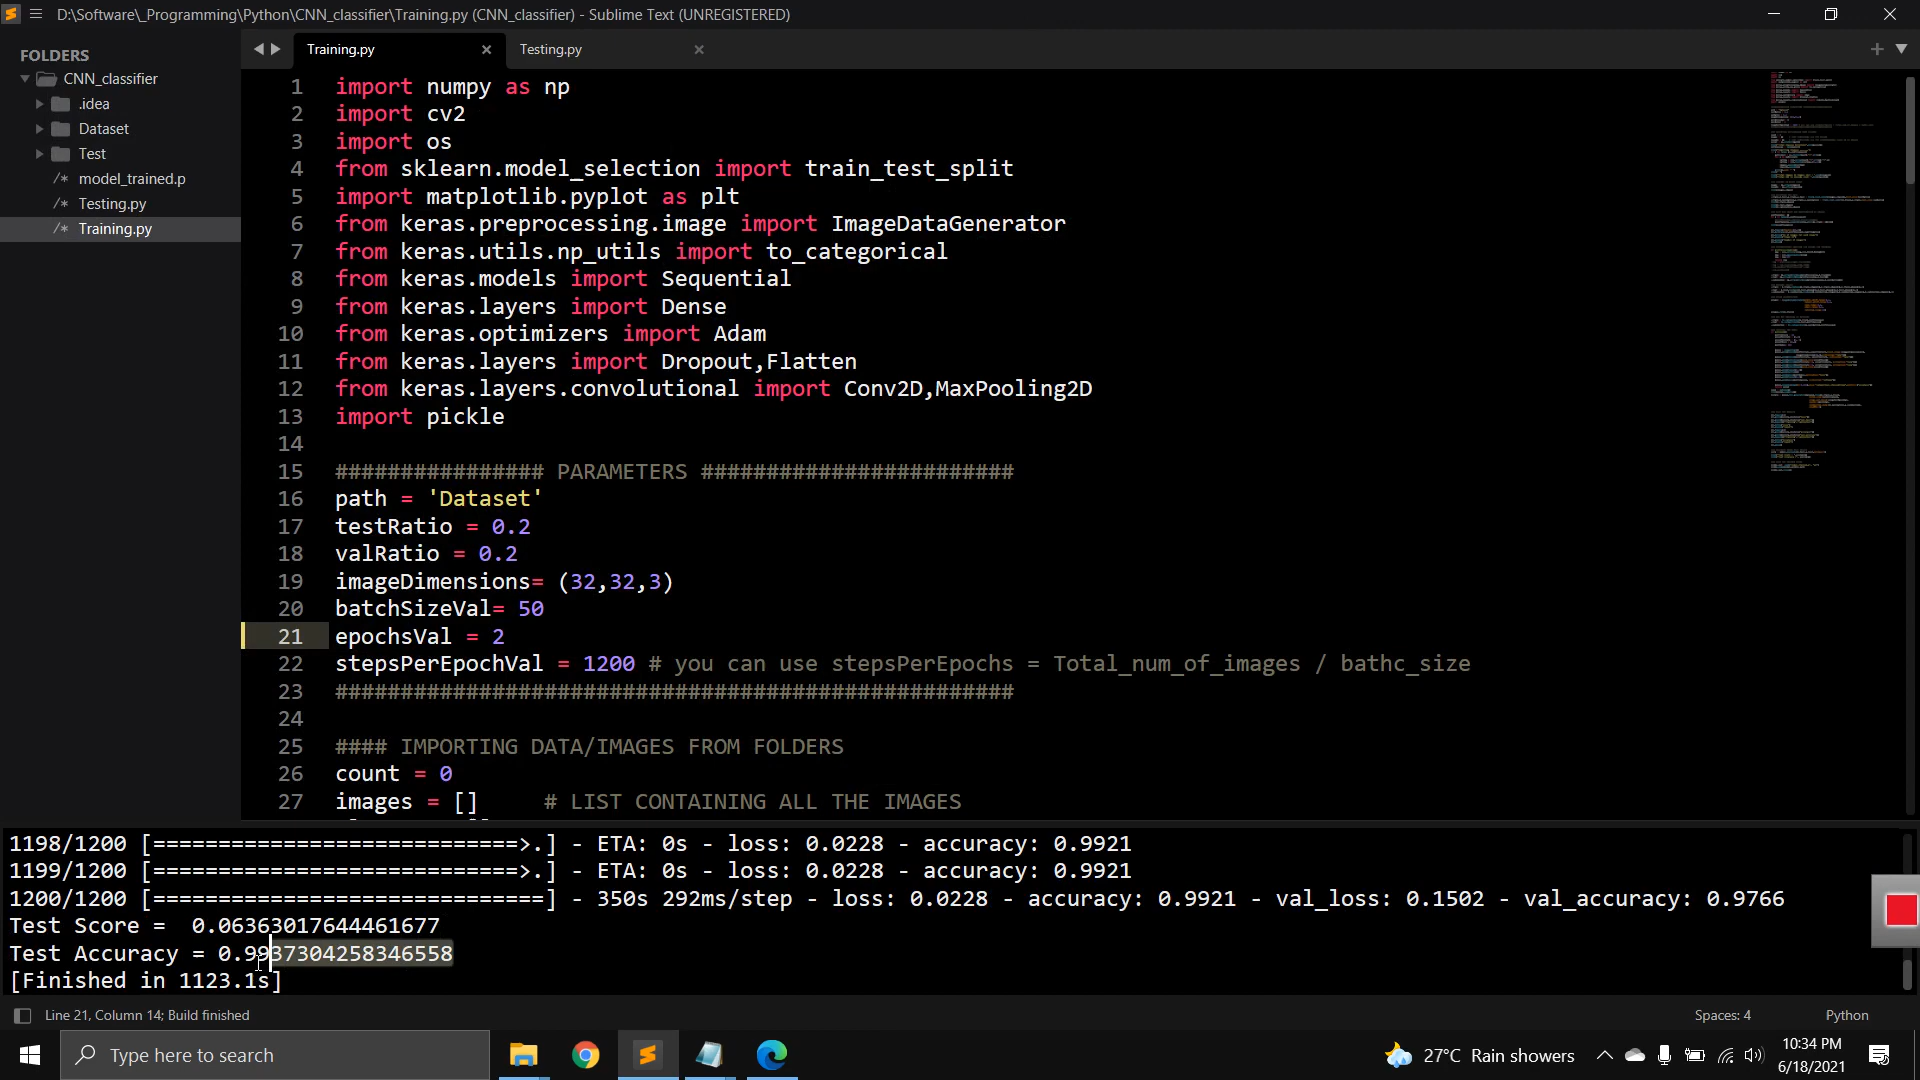 D:\Software\_Programming\Python\CNN_classifier\Training.py (CNN_classifier) - Sublime Text (UNREGISTERED)
FOLDERS
CNN_classifier
.idea
Dataset
Test
/* model_trained.p
/* Testing.py
/* Training.py
Training.py
Testing.py
1 import numpy as np
2 import cv2
3 import os
4 from sklearn.model_selection import train_test_split
5 import matplotlib.pyplot as plt
6 from keras.preprocessing.image import ImageDataGenerator
7 from keras.utils.np_utils import to_categorical
8 from keras.models import Sequential
9 from keras.layers import Dense
10 from keras.optimizers import Adam
11 from keras.layers import Dropout,Flatten
12 from keras.layers.convolutional import Conv2D,MaxPooling2D
13 import pickle
14
15 ################ PARAMETERS ########################
16 path = 'Dataset'
17 testRatio = 0.2
18 valRatio = 0.2
19 imageDimensions= (32,32,3)
20 batchSizeVal= 50
21 epochsVal = 2
22 stepsPerEpochVal = 1200 # you can use stepsPerEpochs = Total_num_of_images / bathc_size
23 ####################################################
24
25 #### IMPORTING DATA/IMAGES FROM FOLDERS
26 count = 0
27 images = []     # LIST CONTAINING ALL THE IMAGES
1198/1200 [============================>.] - ETA: 0s - loss: 0.0228 - accuracy: 0.9921
1199/1200 [============================>.] - ETA: 0s - loss: 0.0228 - accuracy: 0.9921
1200/1200 [==============================] - 350s 292ms/step - loss: 0.0228 - accuracy: 0.9921 - val_loss: 0.1502 - val_accuracy: 0.9766
Test Score =  0.06363017644461677
Test Accuracy = 0.9937304258346558
[Finished in 1123.1s]
Line 21, Column 14; Build finished
Spaces: 4
Python
Type here to search
27°C Rain showers
10:34 PM
6/18/2021